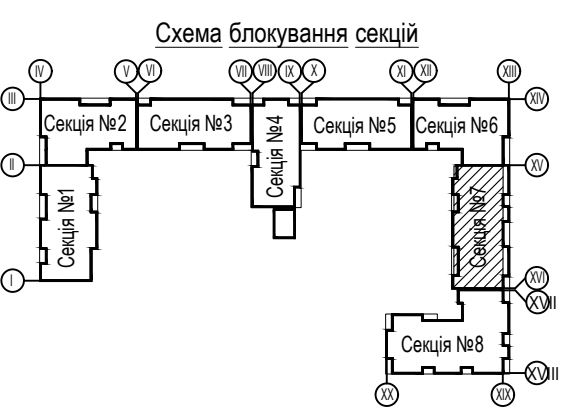 Схема блокування секцій
IV V VI VII VIII IX X XI XII XIII
III XIV
Секція №2 Секція №3 Секція №4 Секція №5 Секція №6
II XV
Секція №1 Секція №7
I XVI
XVII
Секція №8
XVIII
XX XIX